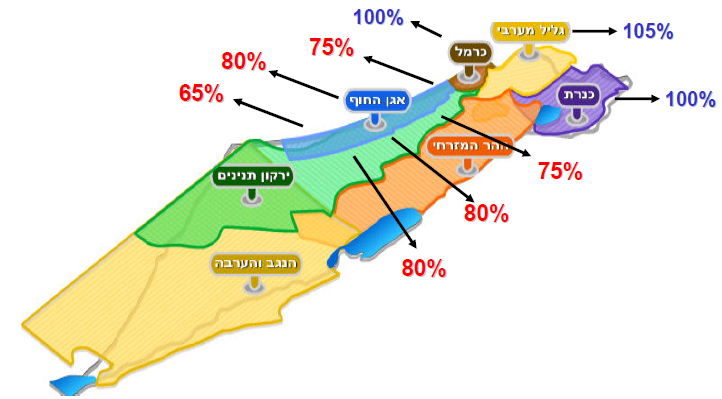 100%
גליל מערבי
105%
75%
כרמל
80%
65%
אגן החוף
כנרת
100%
ההר המזרחי
75%
ירקון תנינים
80%
80%
הנגב והערבה